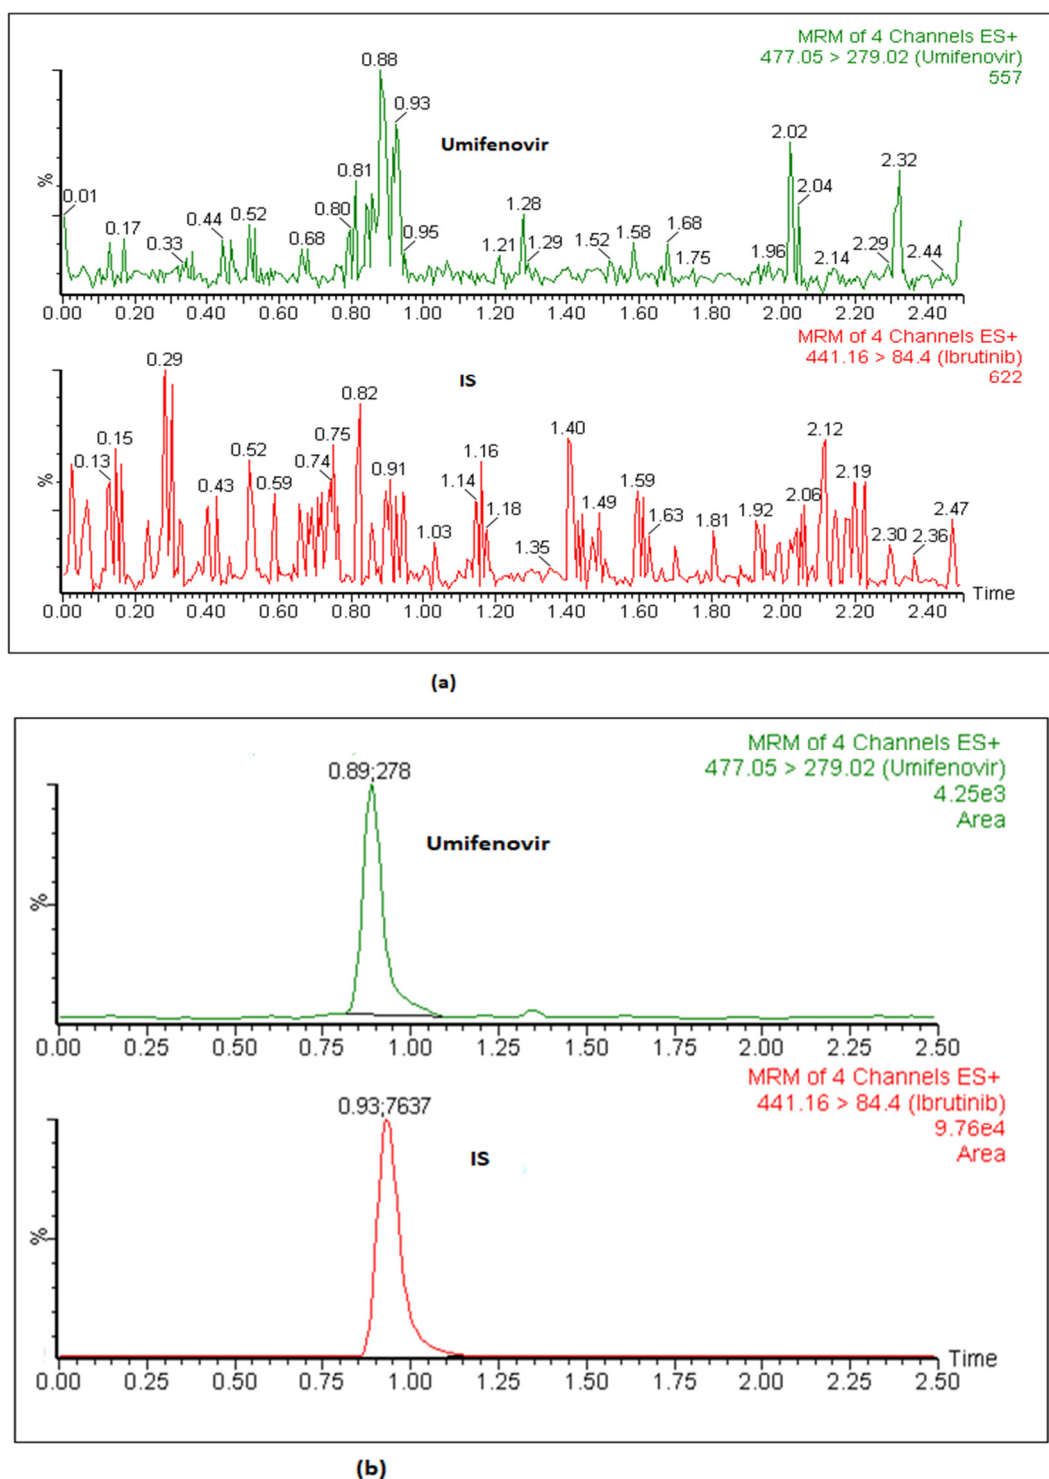 MRM of 4 Channels ES+
477.05 > 279.02 (Umifenovir)
557
0.88
0.93
Umifenovir
2.02
0.81
2.32
%
0.01
0.80
1.28
2.04
0.17
0.44
0.52
0.95
1.58
1.68
0.33
0.68
1.21
1.29
1.52
1.75
1.96
2.14
2.29
2.44
0.00 0.20 0.40 0.60 0.80 1.00 1.20 1.40 1.60 1.80 2.00 2.20 2.40
MRM of 4 Channels ES+
441.16 > 84.4 (Ibrutinib)
622
0.29
IS
0.82
0.15
0.75
1.40
2.12
0.13
0.52
0.74
0.91
1.16
%
0.43
0.59
1.14
1.18
1.49
1.59
1.63
1.81
1.92
2.06
2.19
2.47
1.03
1.35
2.30
2.36
0.00 0.20 0.40 0.60 0.80 1.00 1.20 1.40 1.60 1.80 2.00 2.20 2.40
Time
(a)
MRM of 4 Channels ES+
477.05 > 279.02 (Umifenovir)
4.25e3
Area
0.89;278
Umifenovir
%
0.00 0.25 0.50 0.75 1.00 1.25 1.50 1.75 2.00 2.25 2.50
MRM of 4 Channels ES+
441.16 > 84.4 (Ibrutinib)
9.76e4
Area
0.93;7637
IS
%
Time
0.00 0.25 0.50 0.75 1.00 1.25 1.50 1.75 2.00 2.25 2.50
(b)